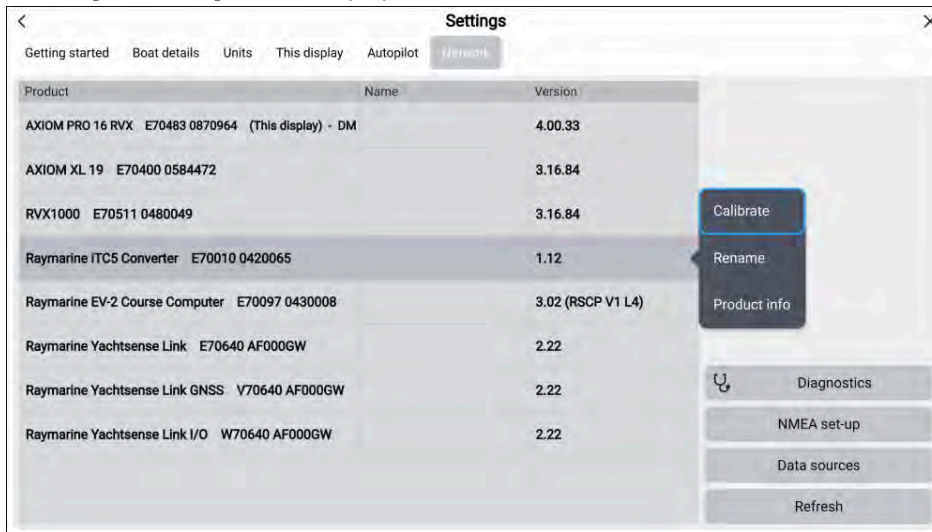 Settings
Getting started Boat details Units This display Autopilot Network
Product Name Version
AXIOM PRO 16 RVX E70483 0870964 (This display) - DM 4.00.33
AXIOM XL 19 E70400 0584472 3.16.84
RVX1000 E70511 0480049 3.16.84
Calibrate
Raymarine iTC5 Converter E70010 0420065 1.12 Rename
Raymarine EV-2 Course Computer E70097 0430008 3.02 (RSCP V1 L4) Product info
Raymarine Yachtsense Link E70640 AF000GW 2.22
Raymarine Yachtsense Link GNSS V70640 AF000GW 2.22
Diagnostics
Raymarine Yachtsense Link I/O W70640 AF000GW 2.22
NMEA set-up
Data sources
Refresh